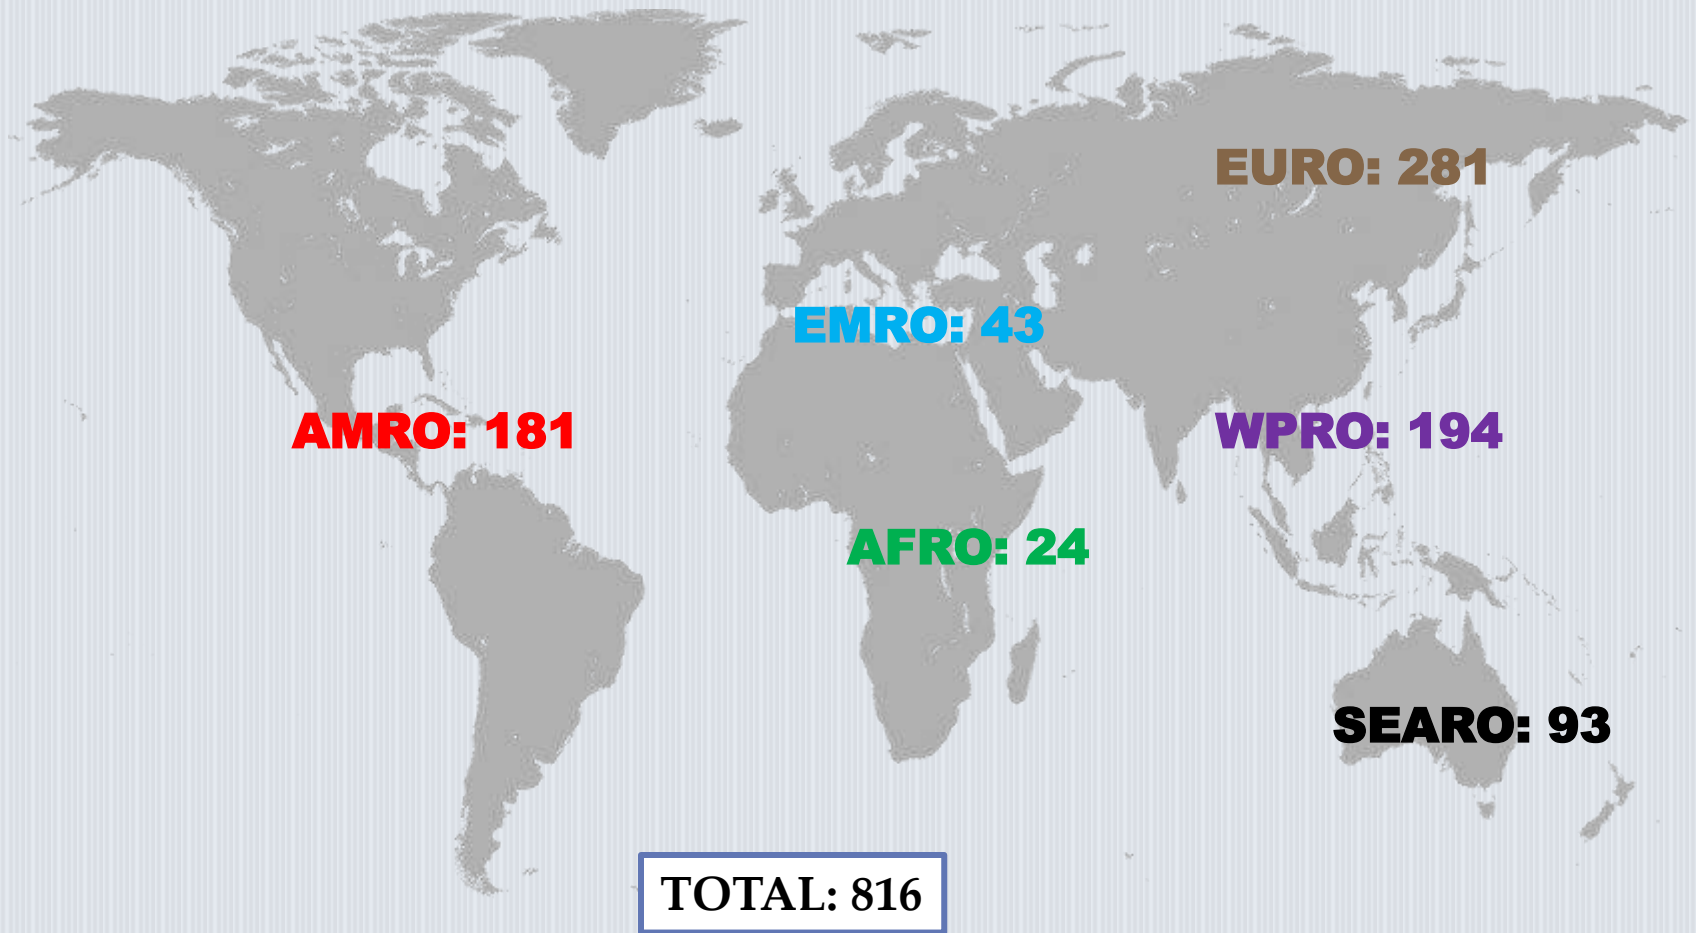 EURO: 281
EMRO: 43
AMRO: 181
WPRO: 194
AFRO: 24
SEARO: 93
TOTAL: 816